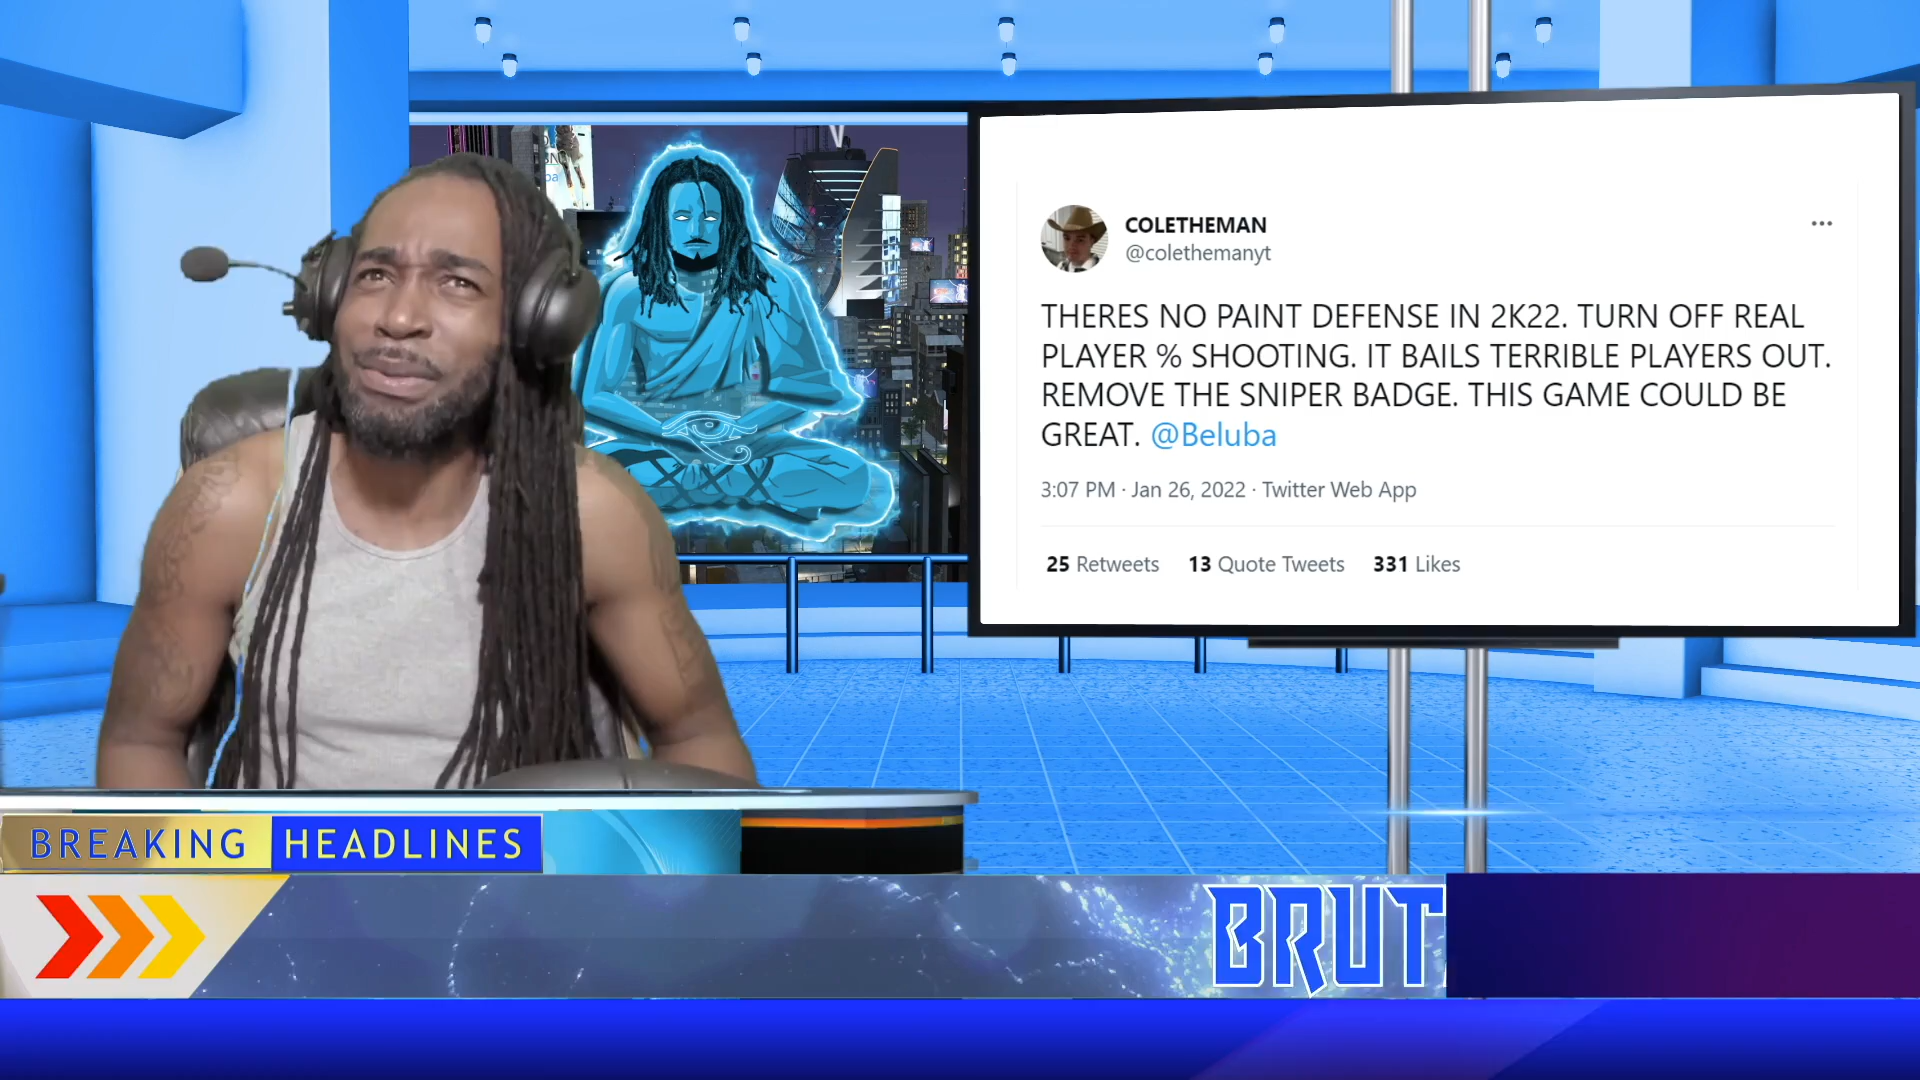 COLETHEMAN
@colethemanyt
THERES NO PAINT DEFENSE IN 2K22. TURN OFF REAL
PLAYER % SHOOTING. IT BAILS TERRIBLE PLAYERS OUT.
REMOVE THE SNIPER BADGE. THIS GAME COULD BE
GREAT. @Beluba
3:07 PM · Jan 26, 2022 · Twitter Web App
25 Retweets 13 Quote Tweets 331 Likes
BREAKING HEADLINES
BRUT